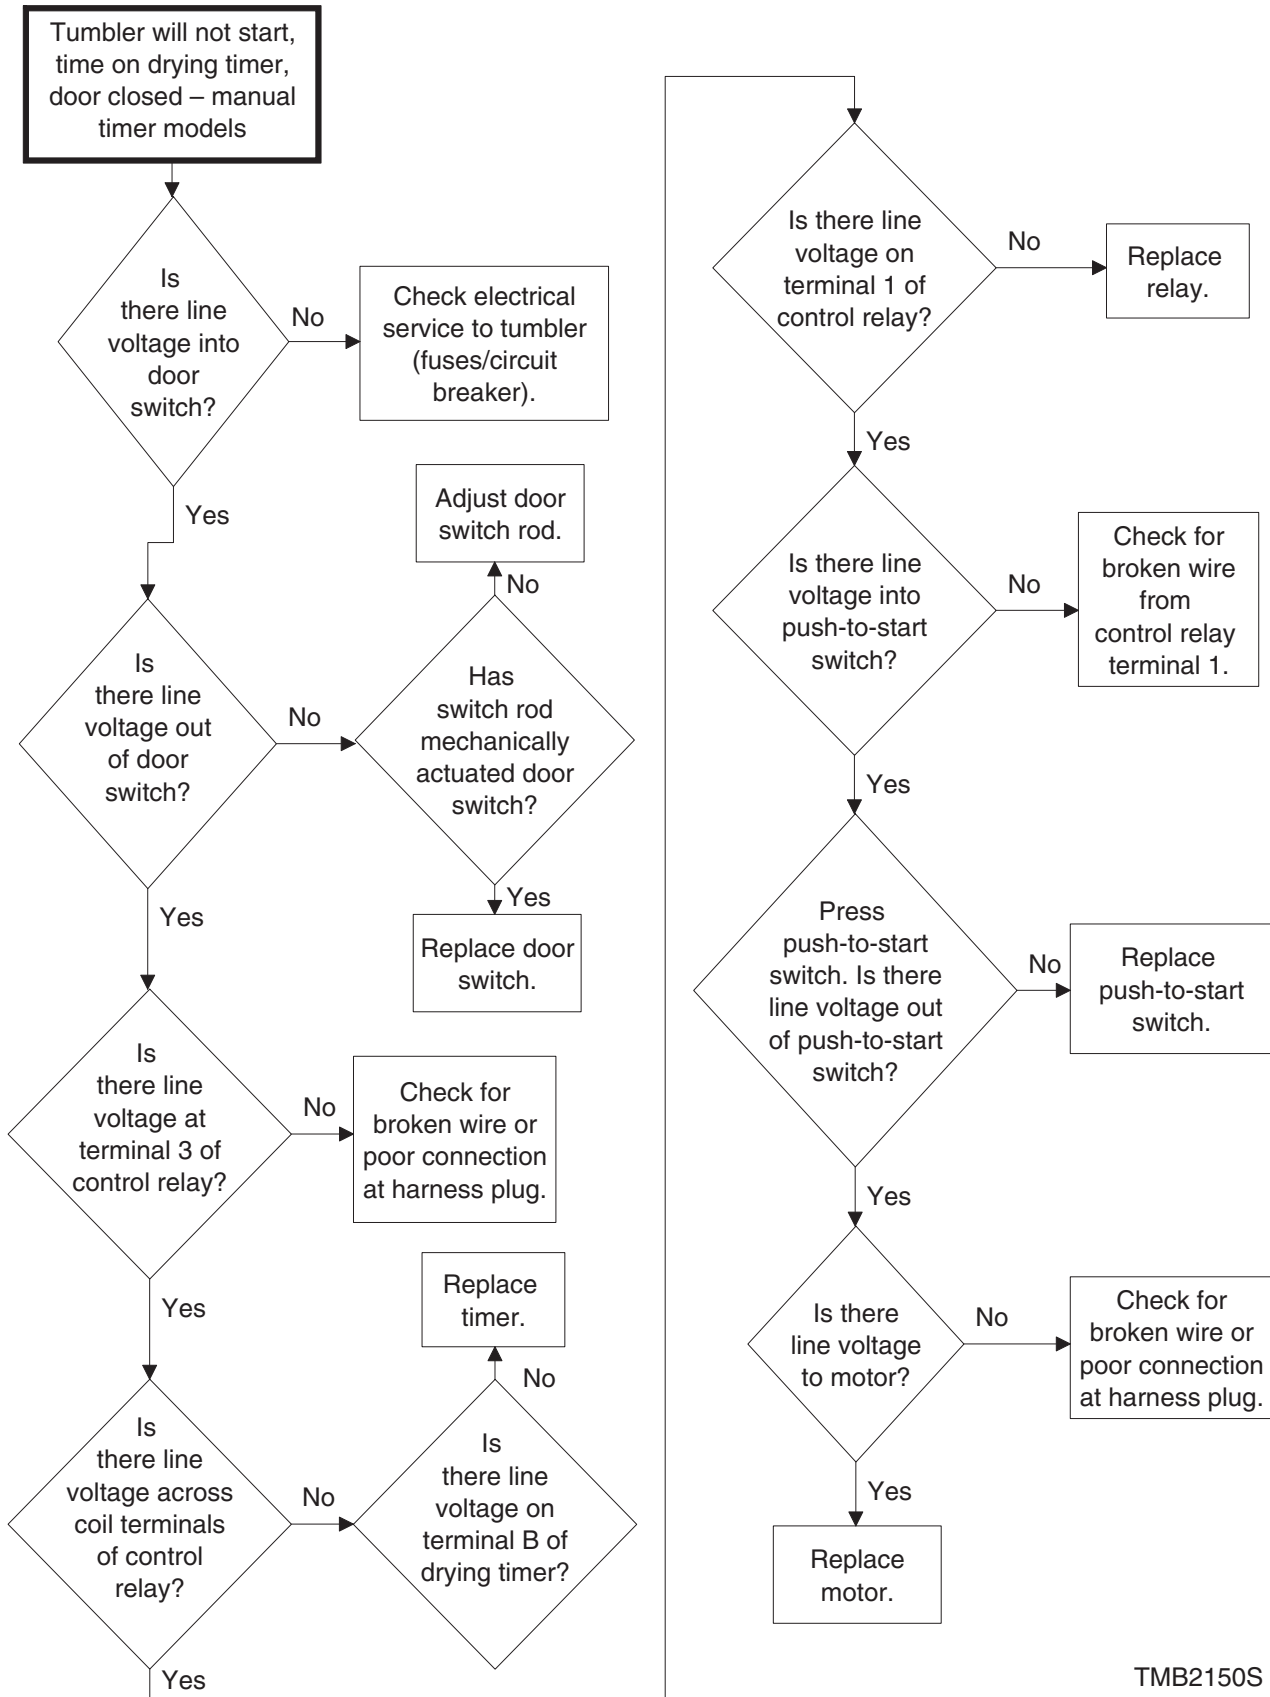 Tumbler will not start,
time on drying timer,
door closed – manual
timer models
Is
there line
voltage into
door
switch?
No
Check electrical
service to tumbler
(fuses/circuit
breaker).
Yes
Is
there line
voltage out
of door
switch?
No
Has
switch rod
mechanically
actuated door
switch?
No
Adjust door
switch rod.
Yes
Replace door
switch.
Yes
Is
there line
voltage at
terminal 3 of
control relay?
No
Check for
broken wire or
poor connection
at harness plug.
Yes
Is
there line
voltage across
coil terminals
of control
relay?
No
Is
there line
voltage on
terminal B of
drying timer?
No
Replace
timer.
Yes
Is there line
voltage on
terminal 1 of
control relay?
No
Replace
relay.
Yes
Is there line
voltage into
push-to-start
switch?
No
Check for
broken wire
from
control relay
terminal 1.
Yes
Press
push-to-start
switch. Is there
line voltage out
of push-to-start
switch?
No
Replace
push-to-start
switch.
Yes
Is there
line voltage
to motor?
No
Check for
broken wire or
poor connection
at harness plug.
Yes
Replace
motor.
TMB2150S